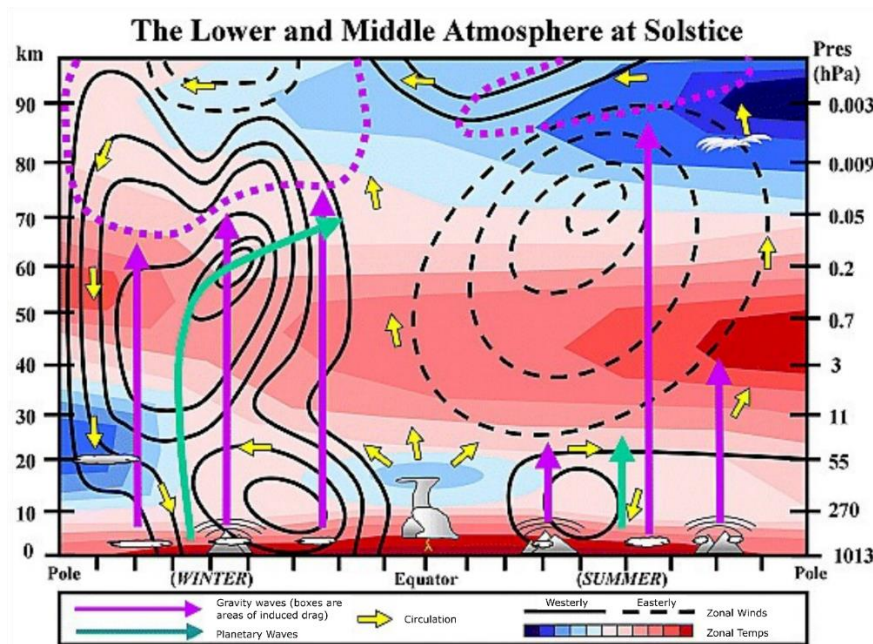 The Lower and Middle Atmosphere at Solstice
km
Pres
(hPa)
90
0.003
80
0.009
70
0.05
60
0.2
50
0.7
40
3
30
11
20
55
10
270
0
1013
Pole
(WINTER)
Equator
(SUMMER)
Pole
Gravity waves (boxes are
areas of induced drag)
Planetary Waves
Circulation
Westerly
Easterly
Zonal Winds
Zonal Temps